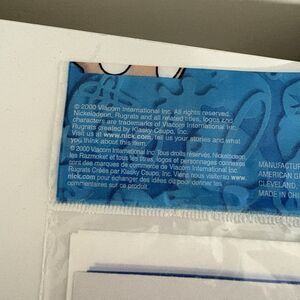 © 2000 Viacom International Inc. All rights reserved.
Nickelodeon, Rugrats and all related titles, logos and
characters are trademarks of Viacom International Inc.
Rugrats created by Klasky Csupo, Inc.
Visit us at www.nick.com, tell us your stories and what
you think about this item.
© 2000 Viacom International Inc. Tous droits réservés. Nickelodeon,
les Razmoket et tous les titres, logos et personnages connexes
sont des marques de commerce de Viacom International Inc.
Rugrats Créés par Klasky Csupo, Inc. Viens nous visiter au www.
nick.com pour échanger des idées ou pour donner tes
commentaires sur ce produit.
MANUFACTUR
AMERICAN G
CLEVELAND,
MADE IN CHI